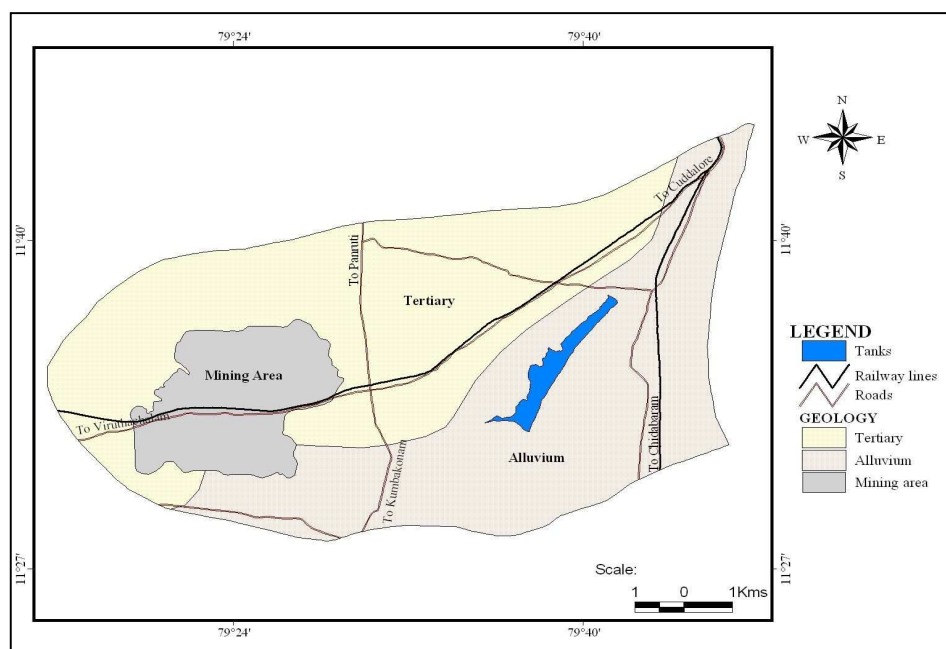 79°24'
79°40'
N
W E
S
To Cuddalore
11°40'
11°40'
To Panruti
Tertiary
LEGEND
Tanks
Railway lines
Roads
GEOLOGY
Tertiary
Alluvium
Mining area
Mining Area
To Viruthachalam
Alluvium
To Chidabaram
To Kumbakonam
11°27'
11°27'
Scale:
1 0 1Kms
79°24'
79°40'